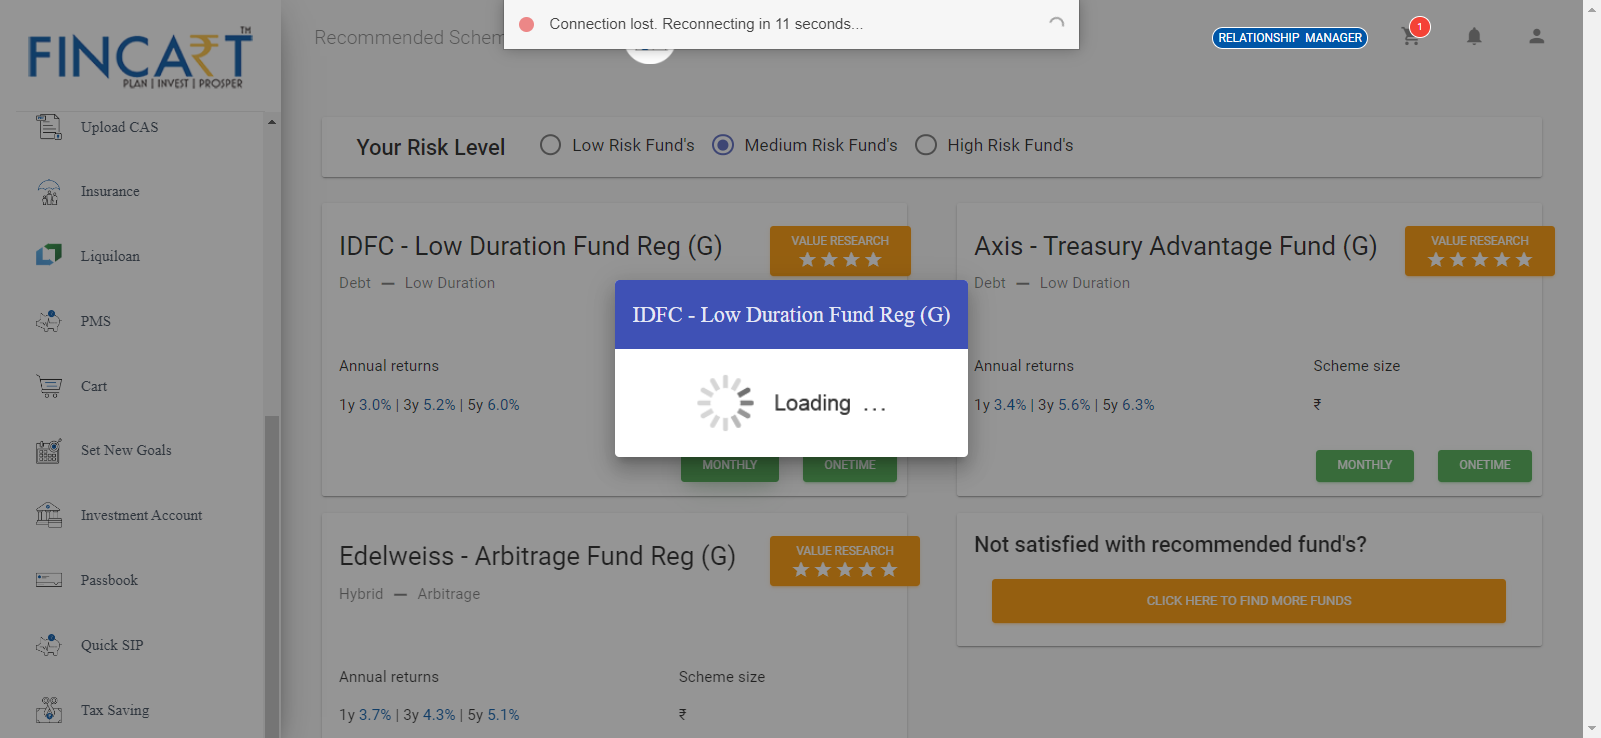 Connection lost. Reconnecting in 11 seconds...
FINCART TM
PLAN | INVEST | PROSPER
Recommended
RELATIONSHIP MANAGER
1
Upload CAS
Insurance
Liquiloan
PMS
Cart
Set New Goals
Investment Account
Passbook
Quick SIP
Tax Saving
Your Risk Level
Low Risk Fund's
Medium Risk Fund's
High Risk Fund's
IDFC - Low Duration Fund Reg (G)
VALUE RESEARCH
Debt — Low Duration
Annual returns
1y 3.0% | 3y 5.2% | 5y 6.0%
MONTHLY
ONETIME
Axis - Treasury Advantage Fund (G)
VALUE RESEARCH
Debt — Low Duration
Annual returns
Scheme size
1y 3.4% | 3y 5.6% | 5y 6.3%
₹
MONTHLY
ONETIME
IDFC - Low Duration Fund Reg (G)
Loading ...
Edelweiss - Arbitrage Fund Reg (G)
VALUE RESEARCH
Hybrid — Arbitrage
Annual returns
Scheme size
1y 3.7% | 3y 4.3% | 5y 5.1%
₹
Not satisfied with recommended fund's?
CLICK HERE TO FIND MORE FUNDS